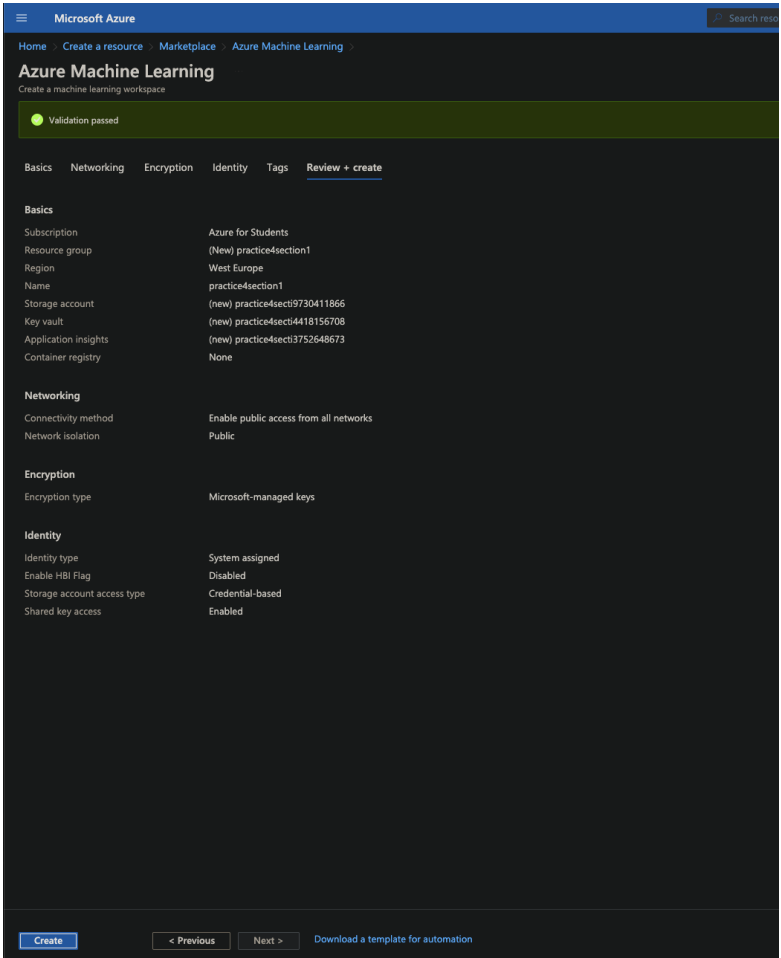 Microsoft Azure
Search reso
Home > Create a resource > Marketplace > Azure Machine Learning >
Azure Machine Learning
Create a machine learning workspace
Validation passed
Basics Networking Encryption Identity Tags Review + create
Basics
Subscription Azure for Students
Resource group (New) practice4section1
Region West Europe
Name practice4section1
Storage account (new) practice4secti9730411866
Key vault (new) practice4secti4418156708
Application insights (new) practice4secti3752648673
Container registry None
Networking
Connectivity method Enable public access from all networks
Network isolation Public
Encryption
Encryption type Microsoft-managed keys
Identity
Identity type System assigned
Enable HBI Flag Disabled
Storage account access type Credential-based
Shared key access Enabled
Create < Previous Next > Download a template for automation